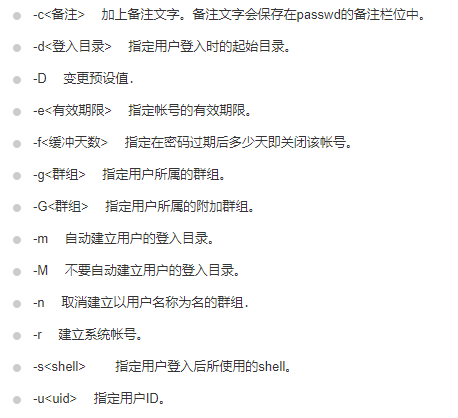 -c<备注> 加上备注文字。备注文字会保存在passwd的备注栏位中。
-d<登入目录> 指定用户登入时的起始目录。
-D 变更预设值.
-e<有效期限> 指定帐号的有效期限。
-f<缓冲天数> 指定在密码过期后多少天即关闭该帐号。
-g<群组> 指定用户所属的群组。
-G<群组> 指定用户所属的附加群组。
-m 自动建立用户的登入目录。
-M 不要自动建立用户的登入目录。
-n 取消建立以用户名称为名的群组.
-r 建立系统帐号。
-s<shell> 指定用户登入后所使用的shell。
-u<uid> 指定用户ID。